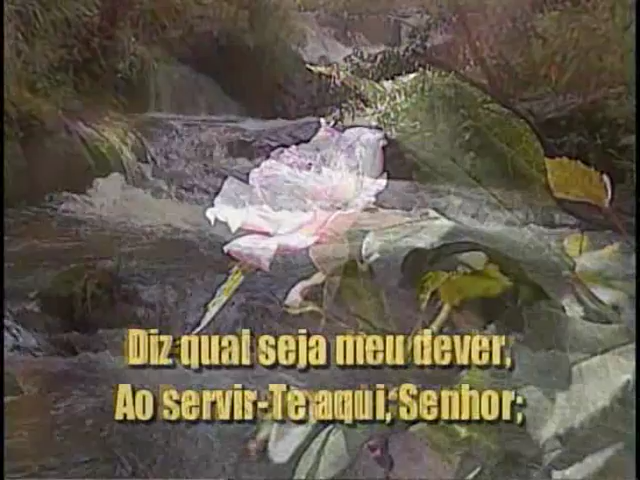 Diz qual seja meu dever,
Ao servir-Te aqui, Senhor;